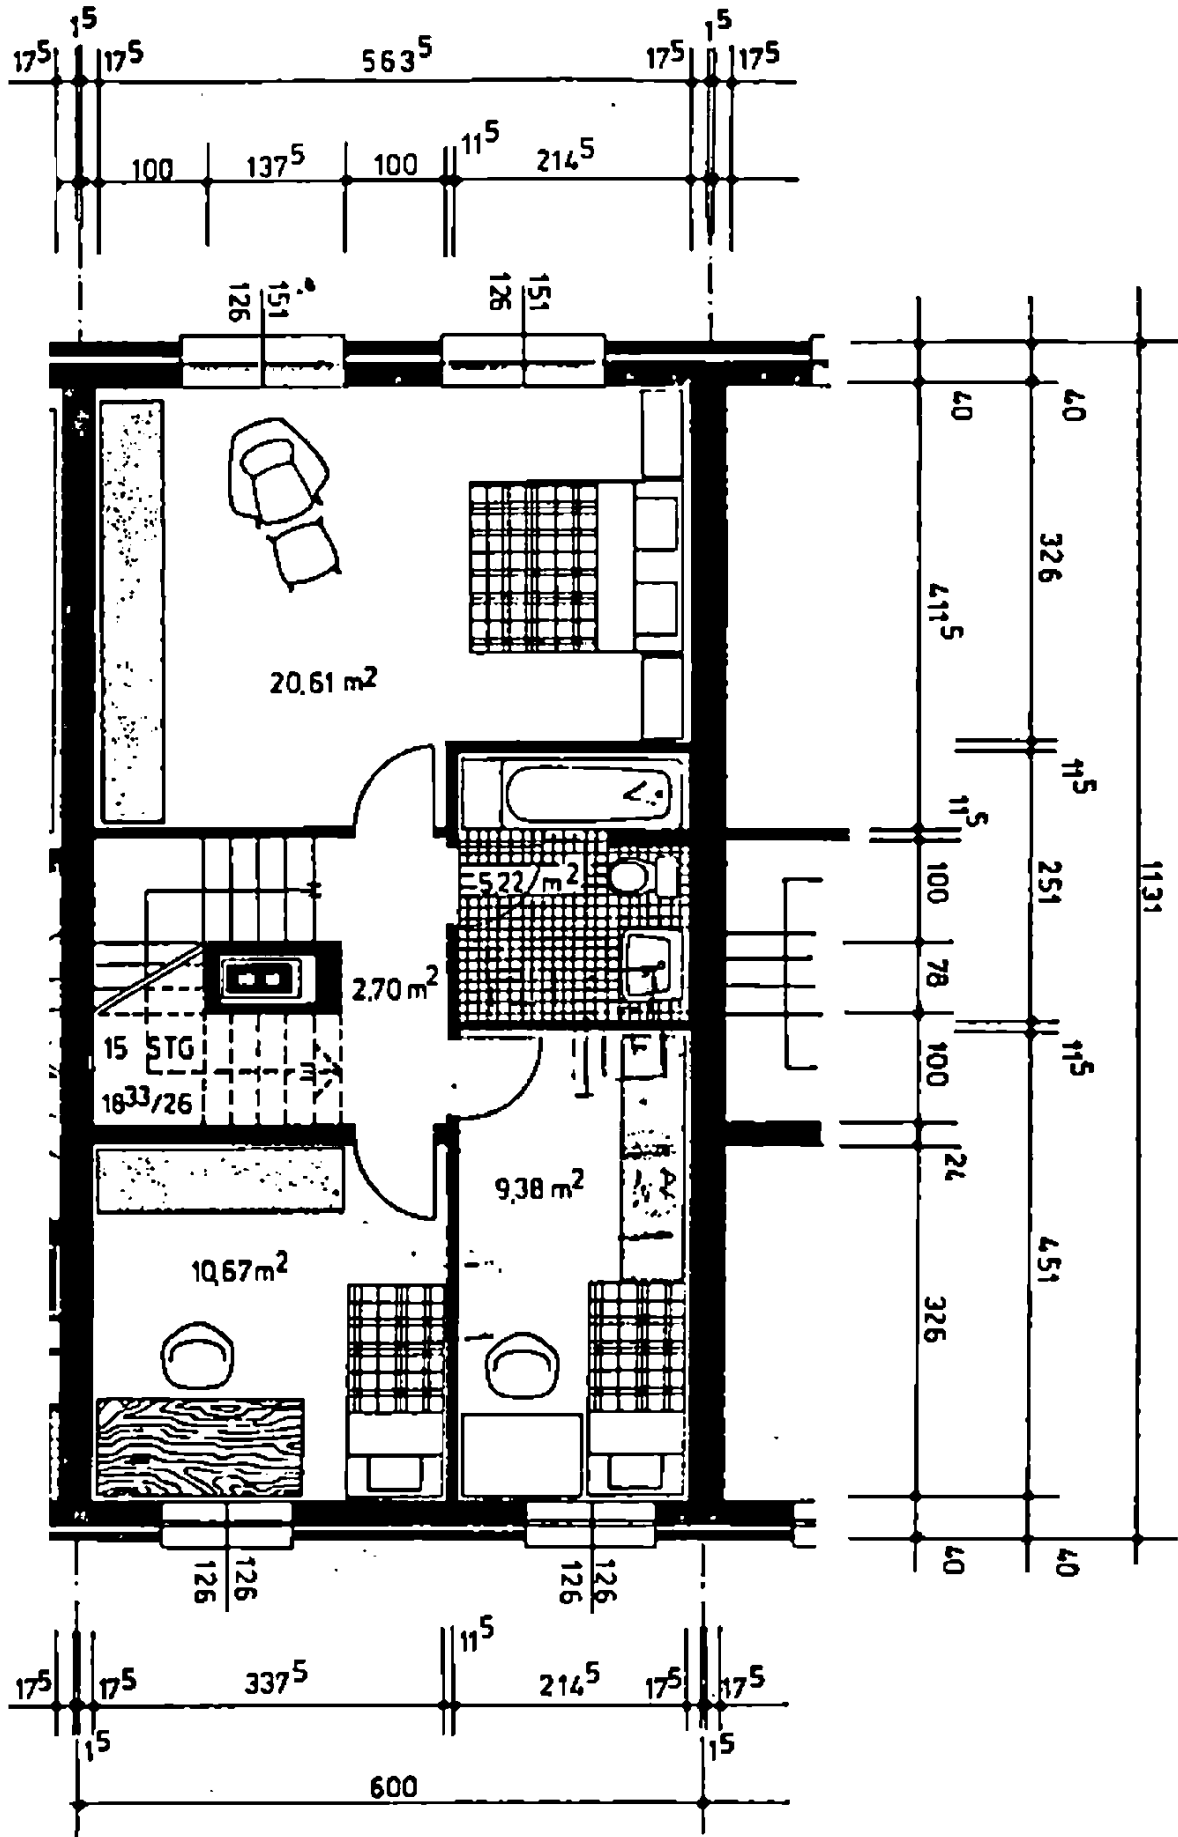 1⁵ 1⁵
17⁵ 17⁵ 563⁵ 17⁵ 17⁵
11⁵
100 137⁵ 100 214⁵
126 151 126 151
40 40
326
411⁵
20,61 m²
11⁵
11⁵
5,22 m²
100 251 1131
78
2,70 m²
15 STG
100 11⁵
18³³/26
24
9,38 m²
10,67 m²
451
326
40 40
126 126 126 126
11⁵
17⁵ 17⁵ 337⁵ 214⁵ 17⁵ 17⁵
1⁵ 1⁵
600